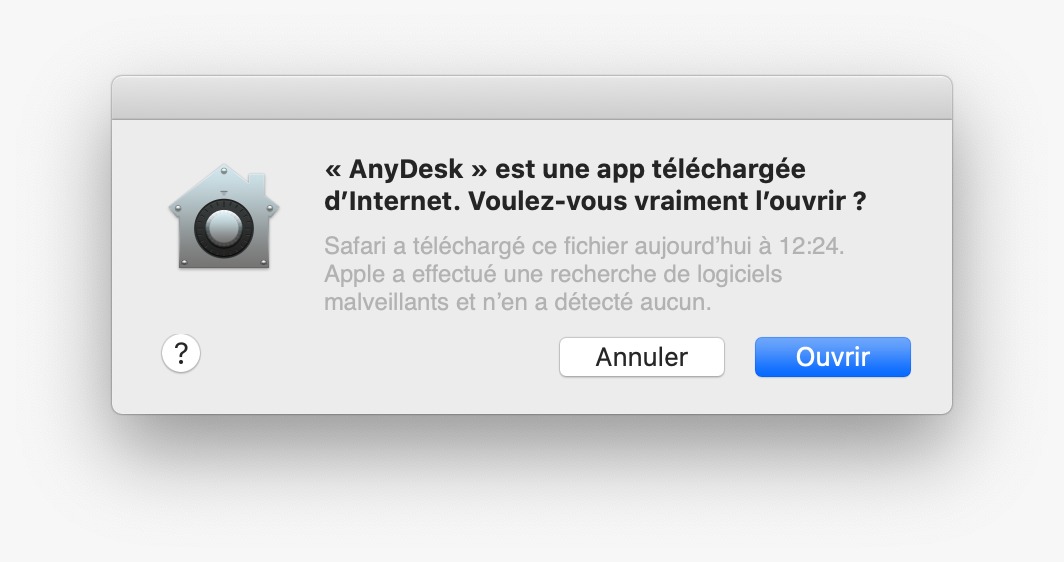 « AnyDesk » est une app téléchargée
d’Internet. Voulez-vous vraiment l’ouvrir ?
Safari a téléchargé ce fichier aujourd’hui à 12:24.
Apple a effectué une recherche de logiciels
malveillants et n’en a détecté aucun.
?
Annuler
Ouvrir